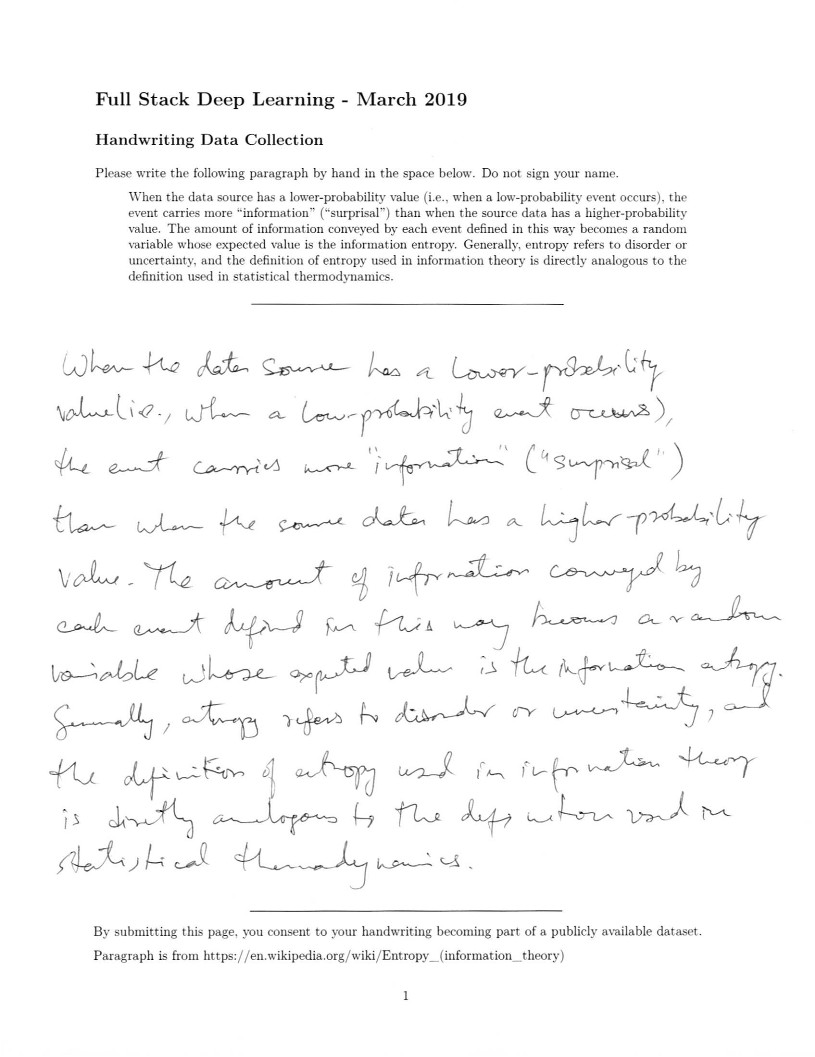 Full Stack Deep Learning - March 2019
Handwriting Data Collection
Please write the following paragraph by hand in the space below. Do not sign your name.
When the data source has a lower-probability value (i.e., when a low-probability event occurs), the
event carries more “information” (“surprisal”) than when the source data has a higher-probability
value. The amount of information conveyed by each event defined in this way becomes a random
variable whose expected value is the information entropy. Generally, entropy refers to disorder or
uncertainty, and the definition of entropy used in information theory is directly analogous to the
definition used in statistical thermodynamics.
When the data source has a lower-probability
value (i.e., when a low-probability event occurs),
the event carries more "information" ("surprisal")
than when the source data has a higher-probability
value. The amount of information conveyed by
each event defined in this way becomes a random
variable whose expected value is the information entropy.
Generally, entropy refers to disorder or uncertainty, and
the definition of entropy used in information theory
is directly analogous to the definition used in
statistical themodynamics.
By submitting this page, you consent to your handwriting becoming part of a publicly available dataset.
Paragraph is from https://en.wikipedia.org/wiki/Entropy_(information_theory)
1